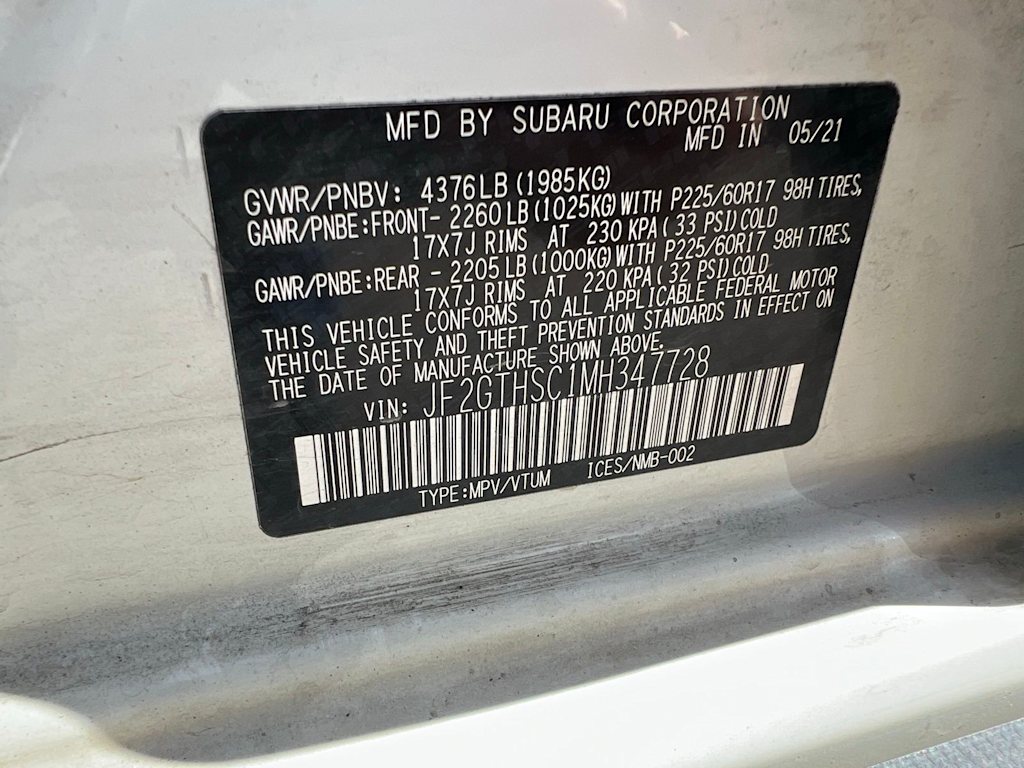 MFD BY SUBARU CORPORATION
MFD IN 05/21
GVWR/PNBV: 4376LB (1985KG)
GAWR/PNBE:FRONT- 2260 LB (1025KG) WITH P225/60R17 98H TIRES,
17X7J RIMS AT 230 KPA( 33 PSI) COLD
GAWR/PNBE:REAR - 2205 LB (1000KG) WITH P225/60R17 98H TIRES,
17X7J RIMS AT 220 KPA( 32 PSI) COLD
THIS VEHICLE CONFORMS TO ALL APPLICABLE FEDERAL MOTOR
VEHICLE SAFETY AND THEFT PREVENTION STANDARDS IN EFFECT ON
THE DATE OF MANUFACTURE SHOWN ABOVE.
VIN: JF2GTHSC1MH347728
TYPE:MPV/VTUM ICES/NMB-002